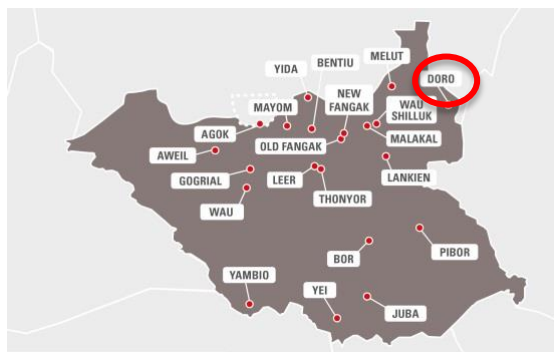 MELUT
BENTIU
YIDA
DORO
NEW
FANGAK
MAYOM
WAU
SHILLUK
AGOK
MALAKAL
OLD FANGAK
AWEIL
GOGRIAL
LEER
LANKIEN
THONYOR
WAU
PIBOR
BOR
YAMBIO
YEI
JUBA